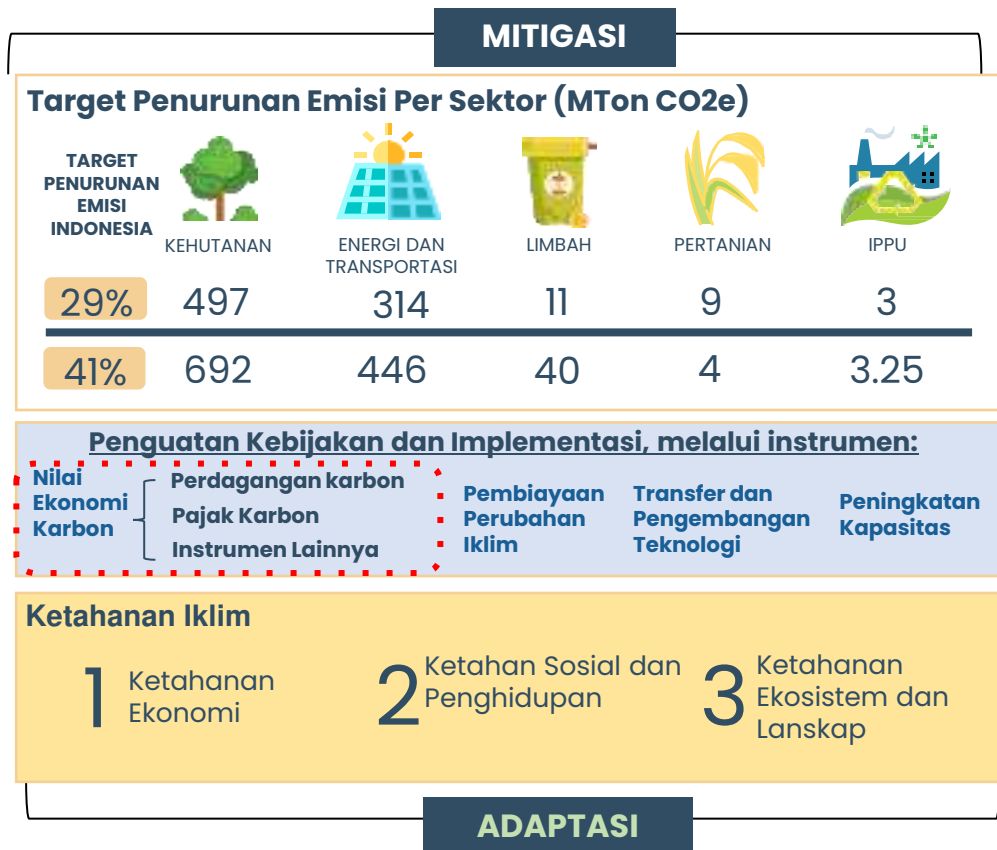 MITIGASI
Target Penurunan Emisi Per Sektor (MTon CO2e)
TARGET
PENURUNAN
EMISI
INDONESIA
KEHUTANAN
ENERGI DAN
TRANSPORTASI
LIMBAH
PERTANIAN
IPPU
29% 497 314 11 9 3
41% 692 446 40 4 3.25
Penguatan Kebijakan dan Implementasi, melalui instrumen:
Nilai
Ekonomi
Karbon
Perdagangan karbon
Pajak Karbon
Instrumen Lainnya
Pembiayaan
Perubahan
Iklim
Transfer dan
Pengembangan
Teknologi
Peningkatan
Kapasitas
Ketahanan Iklim
1
Ketahanan
Ekonomi
2
Ketahan Sosial dan
Penghidupan
3
Ketahanan
Ekosistem dan
Lanskap
ADAPTASI